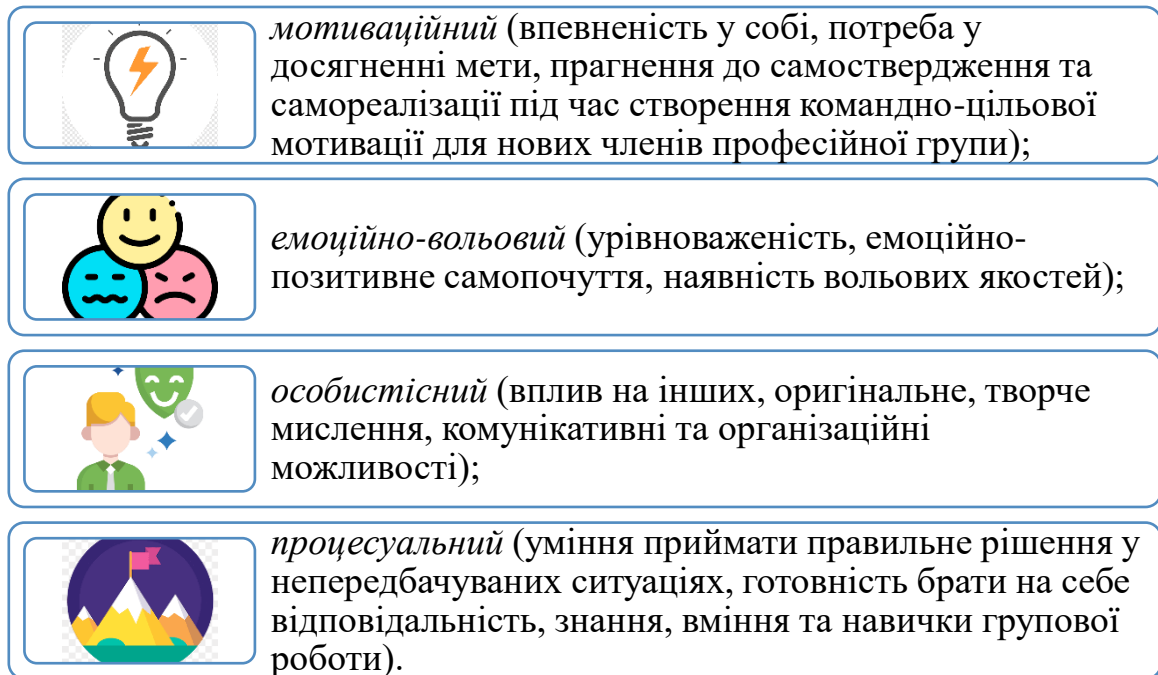 мотиваційний (впевненість у собі, потреба у
досягненні мети, прагнення до самоствердження та
самореалізації під час створення командно-цільової
мотивації для нових членів професійної групи);
емоційно-вольовий (урівноваженість, емоційно-
позитивне самопочуття, наявність вольових якостей);
особистісний (вплив на інших, оригінальне, творче
мислення, комунікативні та організаційні
можливості);
процесуальний (уміння приймати правильне рішення у
непередбачуваних ситуаціях, готовність брати на себе
відповідальність, знання, вміння та навички групової
роботи).